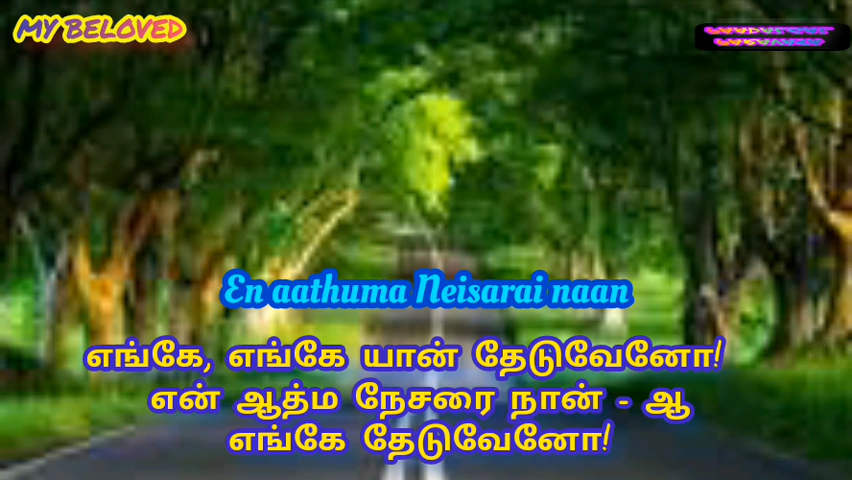 MY BELOVED
En aathuma Neisarai naan
எங்கே, எங்கே யான் தேடுவேனோ!
என் ஆத்ம நேசரை நான் - ஆ
எங்கே தேடுவேனோ!